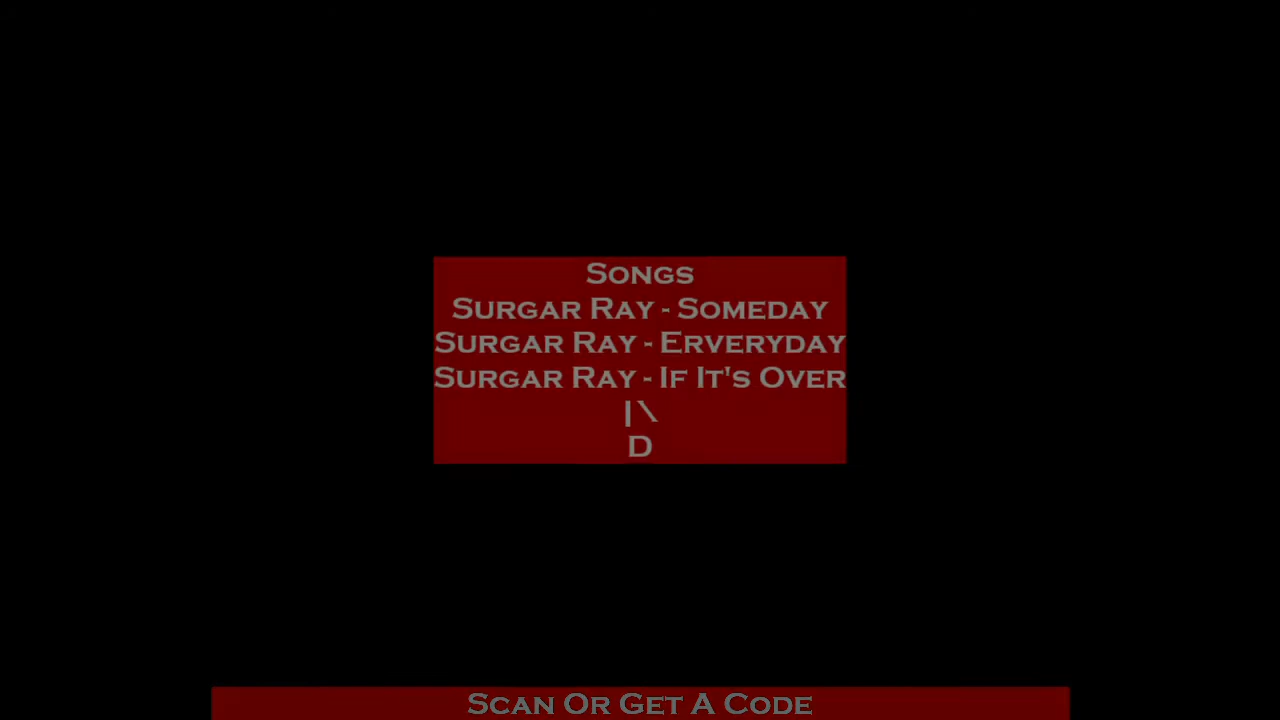 Songs
Surgar Ray - Someday
Surgar Ray - Erveryday
Surgar Ray - If It's Over
|\
D
Scan Or Get A Code